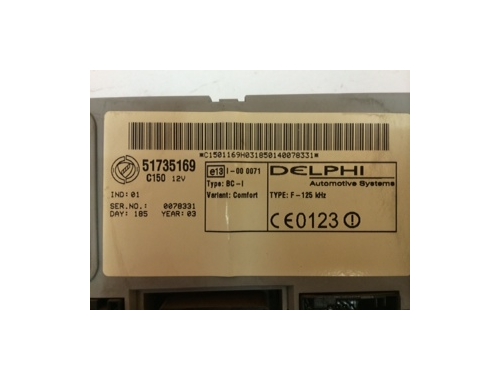 *C1501169H031850140078331*
51735169
C150 12V
IND: 01
SER.NO.: 0078331
DAY: 185 YEAR: 03
e13 I-00 0071
Type: BC-I
Variant: Comfort
DELPHI
Automotive Systems
TYPE: F-125 kHz
CE0123